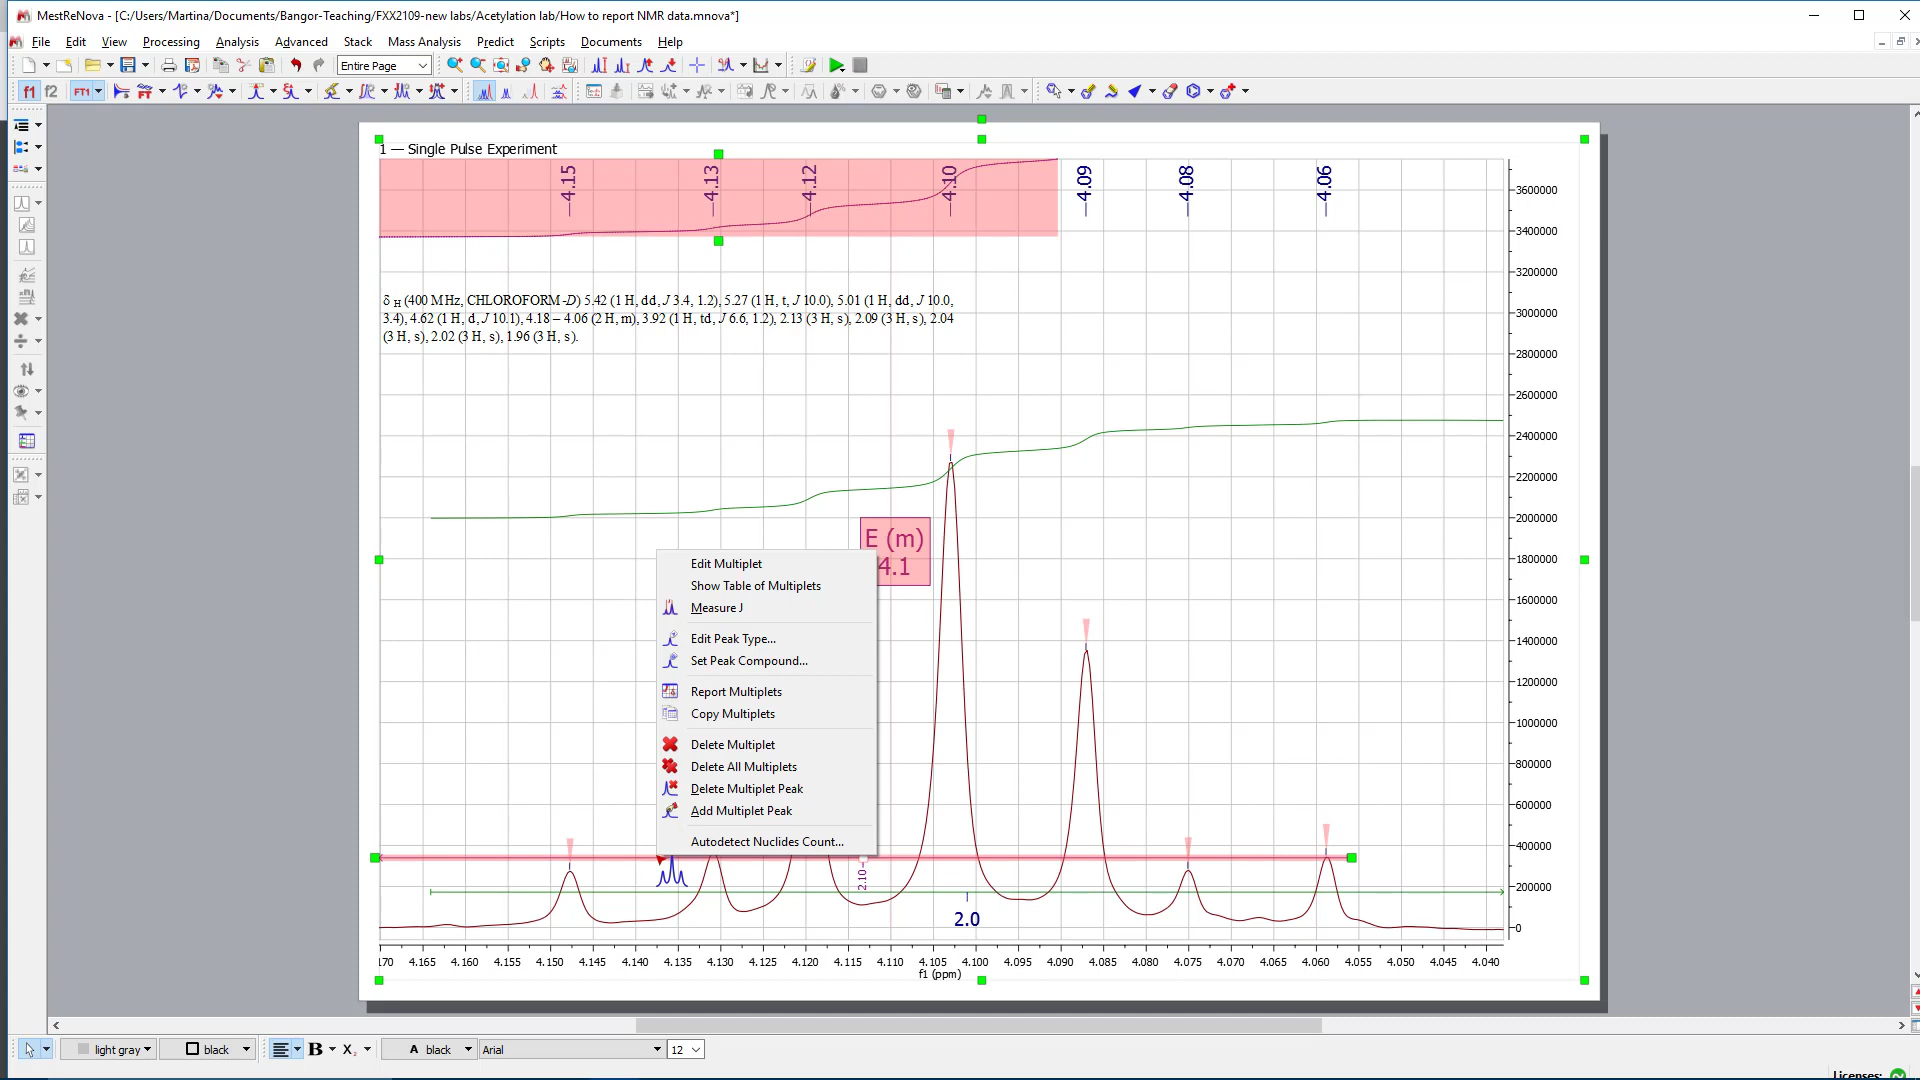 MestReNova - [C:/Users/Martina/Documents/Bangor-Teaching/FXX2109-new labs/Acetylation lab/How to report NMR data.mnova*]
File Edit View Processing Analysis Advanced Stack Mass Analysis Predict Scripts Documents Help
Entire Page
f1 f2 FT1
1 — Single Pulse Experiment
4.15 4.13 4.12 4.10 4.09 4.08 4.06
δ H (400 MHz, CHLOROFORM-D) 5.42 (1 H, dd, J 3.4, 1.2), 5.27 (1 H, t, J 10.0), 5.01 (1 H, dd, J 10.0,
3.4), 4.62 (1 H, d, J 10.1), 4.18 – 4.06 (2 H, m), 3.92 (1 H, td, J 6.6, 1.2), 2.13 (3 H, s), 2.09 (3 H, s), 2.04
(3 H, s), 2.02 (3 H, s), 1.96 (3 H, s).
3600000
3400000
3200000
3000000
2800000
2600000
2400000
2200000
2000000
1800000
1600000
1400000
1200000
1000000
800000
600000
400000
200000
0
E (m)
4.1
Edit Multiplet
Show Table of Multiplets
Measure J
Edit Peak Type...
Set Peak Compound...
Report Multiplets
Copy Multiplets
Delete Multiplet
Delete All Multiplets
Delete Multiplet Peak
Add Multiplet Peak
Autodetect Nuclides Count...
2.10
2.0
170 4.165 4.160 4.155 4.150 4.145 4.140 4.135 4.130 4.125 4.120 4.115 4.110 4.105 4.100 4.095 4.090 4.085 4.080 4.075 4.070 4.065 4.060 4.055 4.050 4.045 4.040
f1 (ppm)
light gray black B X₂ A black Arial 12
Licenses: